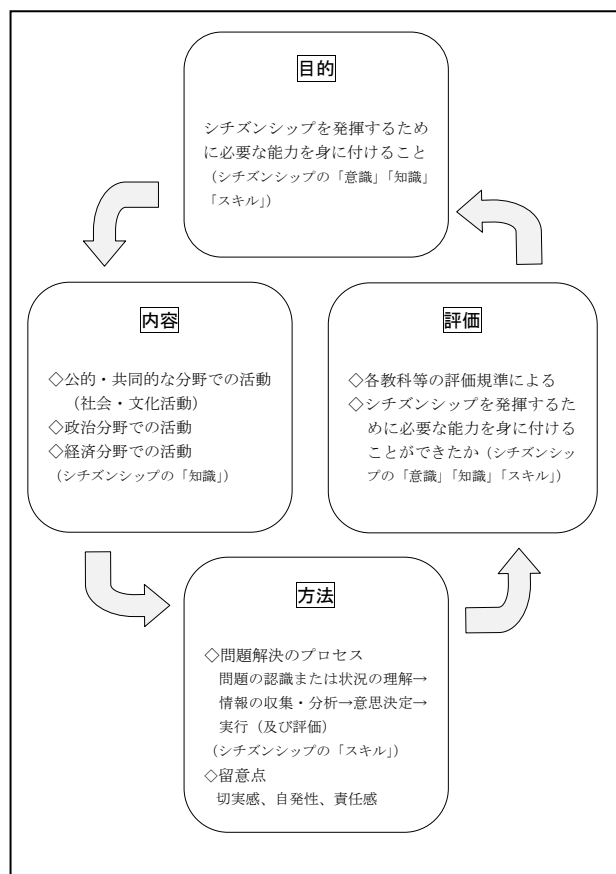 目的
シチズンシップを発揮するため
に必要な能力を身に付けること
（シチズンシップの「意識」「知識」
「スキル」）
内容
◇公的・共同的な分野での活動
（社会・文化活動）
◇政治分野での活動
◇経済分野での活動
（シチズンシップの「知識」）
評価
◇各教科等の評価規準による
◇シチズンシップを発揮するた
めに必要な能力を身に付ける
ことができたか（シチズンシッ
プの「意識」「知識」「スキル」）
方法
◇問題解決のプロセス
問題の認識または状況の理解→
情報の収集・分析→意思決定→
実行（及び評価）
（シチズンシップの「スキル」）
◇留意点
切実感、自発性、責任感